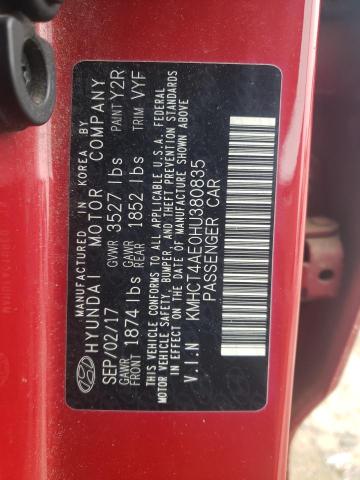 MANUFACTURED IN KOREA BY
HYUNDAI MOTOR COMPANY
SEP/02/17 GVWR 3527 lbs PAINT Y2R
GAWR FRONT 1874 lbs GAWR REAR 1852 lbs TRIM VYF
THIS VEHICLE CONFORMS TO ALL APPLICABLE U.S.A. FEDERAL
MOTOR VEHICLE SAFETY, BUMPER, AND THEFT PREVENTION STANDARDS
IN EFFECT ON THE DATE OF MANUFACTURE SHOWN ABOVE
V.I.N KMHCT4AE0HU380835
PASSENGER CAR